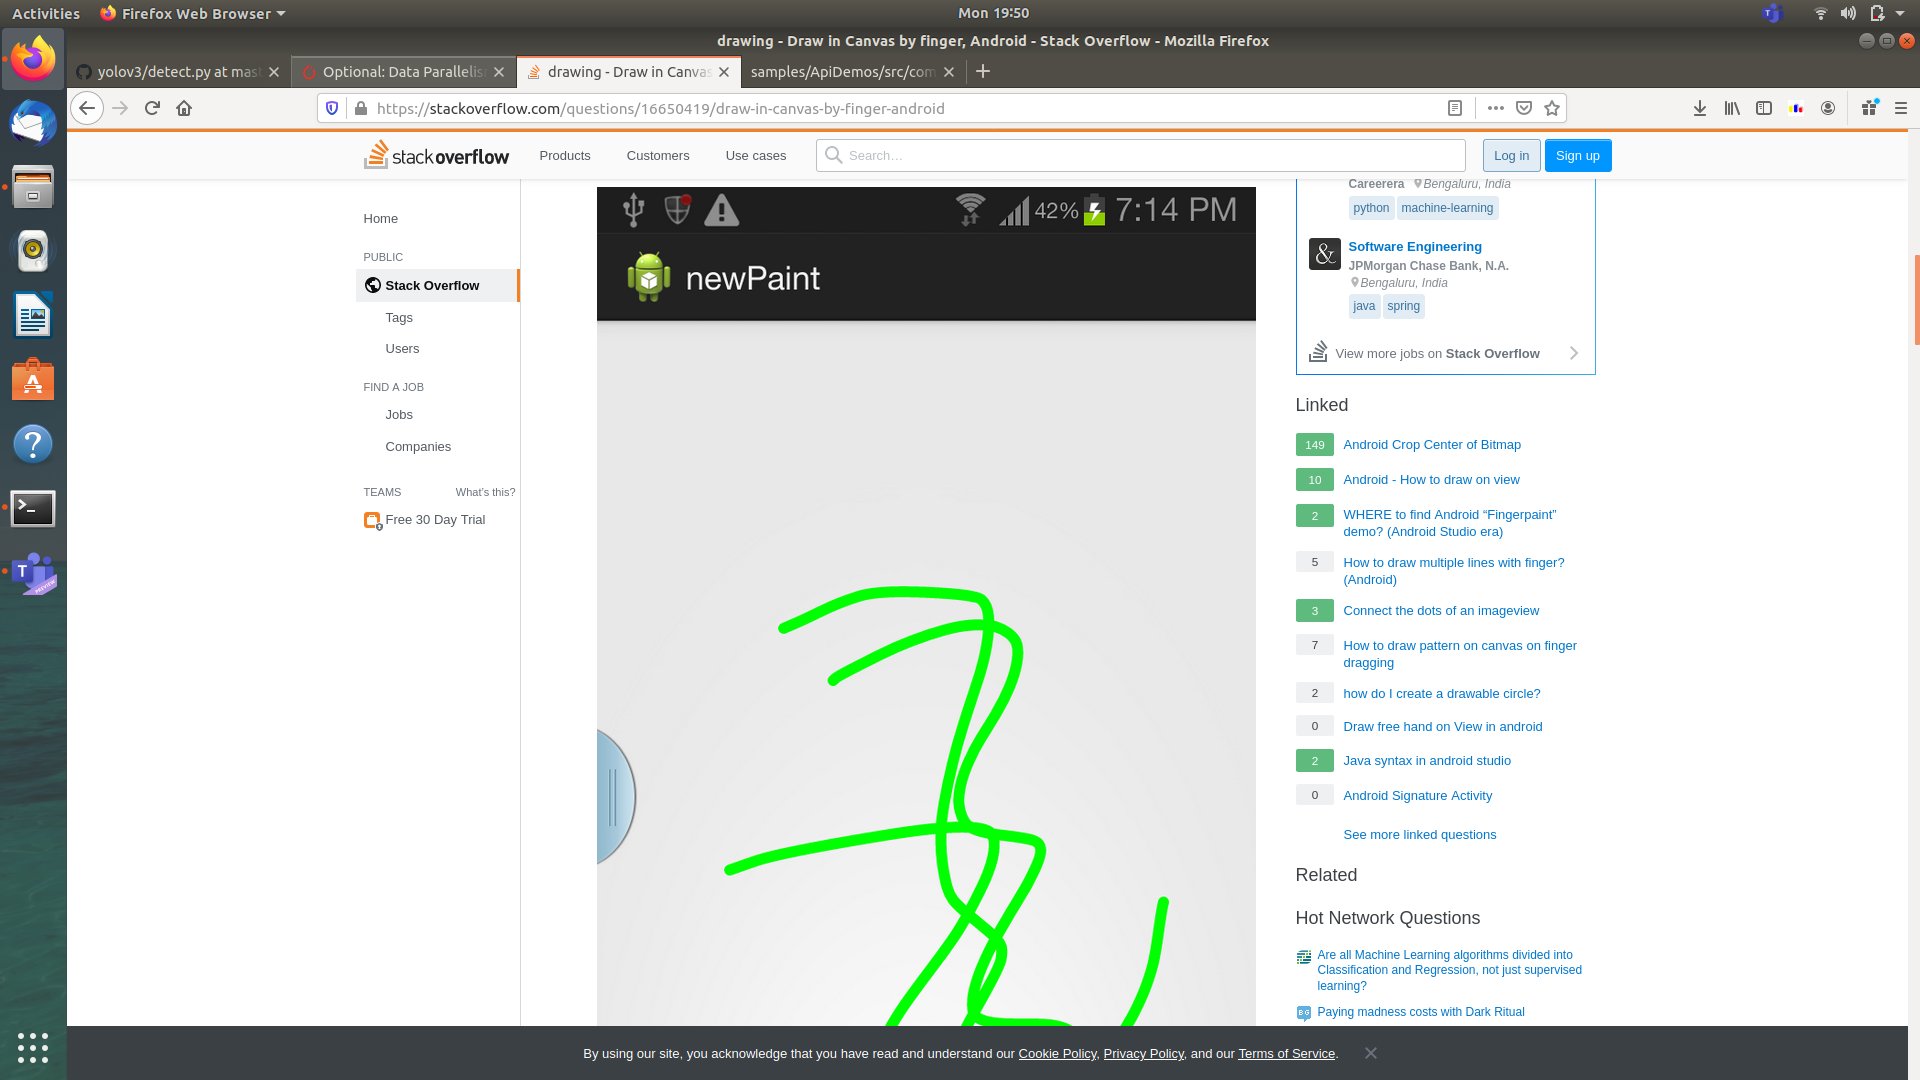 Activities
Firefox Web Browser
Mon 19:50
drawing - Draw in Canvas by finger, Android - Stack Overflow - Mozilla Firefox
yolov3/detect.py at mast
Optional: Data Parallelis
drawing - Draw in Canvas
samples/ApiDemos/src/com
https://stackoverflow.com/questions/16650419/draw-in-canvas-by-finger-android
stackoverflow
Products
Customers
Use cases
Search…
Log in
Sign up
Home
PUBLIC
Stack Overflow
Tags
Users
FIND A JOB
Jobs
Companies
TEAMS
What's this?
Free 30 Day Trial
42%
7:14 PM
newPaint
Careerera
Bengaluru, India
python
machine-learning
Software Engineering
JPMorgan Chase Bank, N.A.
Bengaluru, India
java
spring
View more jobs on Stack Overflow
Linked
149 Android Crop Center of Bitmap
10 Android - How to draw on view
2 WHERE to find Android “Fingerpaint”
demo? (Android Studio era)
5 How to draw multiple lines with finger?
(Android)
3 Connect the dots of an imageview
7 How to draw pattern on canvas on finger
dragging
2 how do I create a drawable circle?
0 Draw free hand on View in android
2 Java syntax in android studio
0 Android Signature Activity
See more linked questions
Related
Hot Network Questions
Are all Machine Learning algorithms divided into
Classification and Regression, not just supervised
learning?
Paying madness costs with Dark Ritual
By using our site, you acknowledge that you have read and understand our Cookie Policy, Privacy Policy, and our Terms of Service.